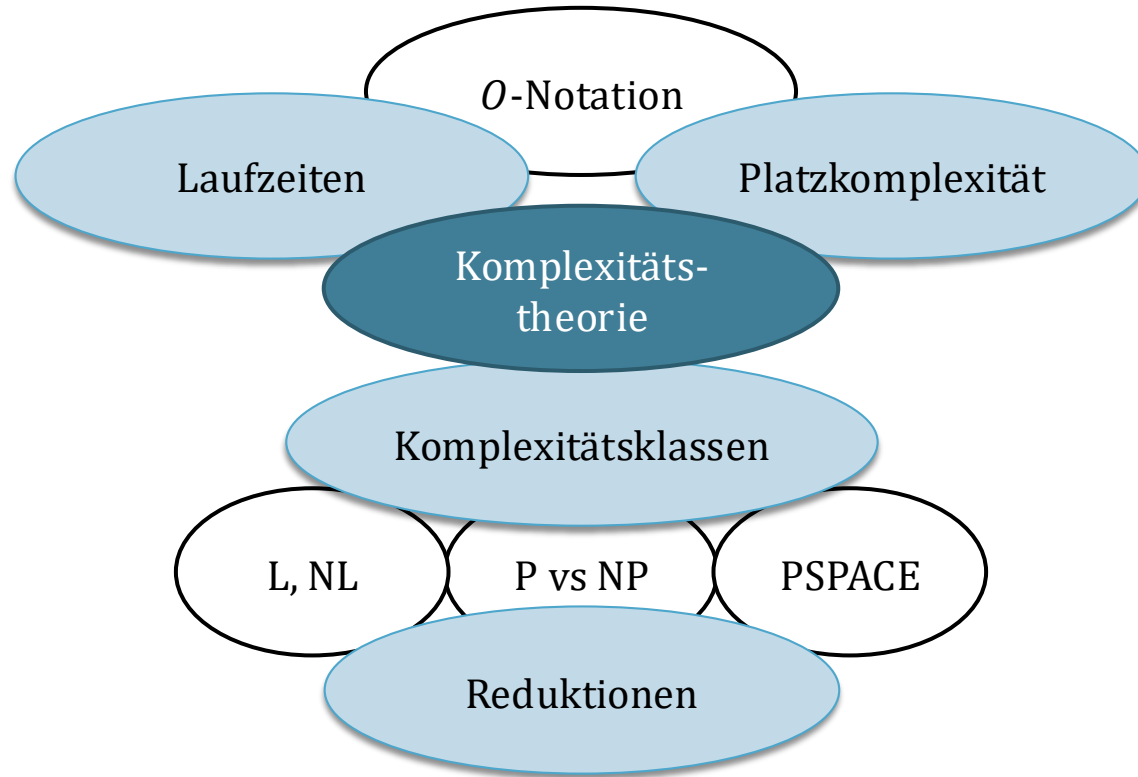 O-Notation
Laufzeiten
Platzkomplexität
Komplexitäts-
theorie
Komplexitätsklassen
L, NL
P vs NP
PSPACE
Reduktionen